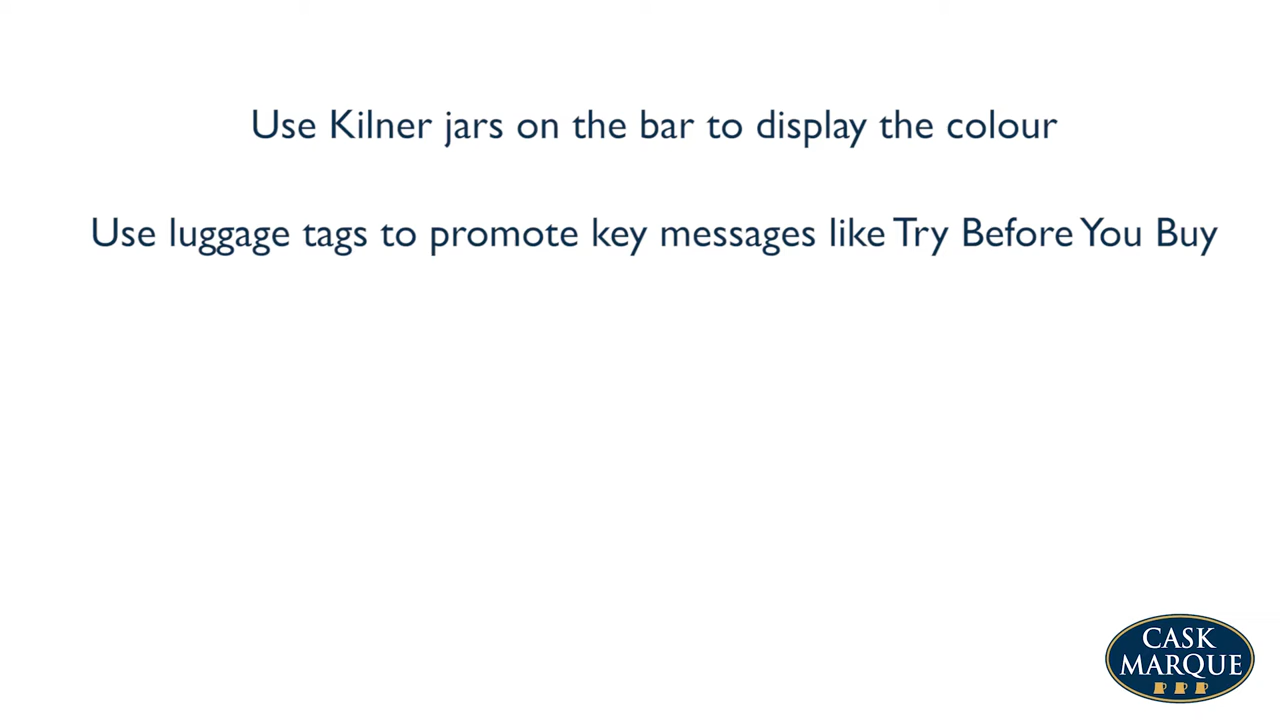 Use Kilner jars on the bar to display the colour
Use luggage tags to promote key messages like Try Before You Buy
CASK
MARQUE